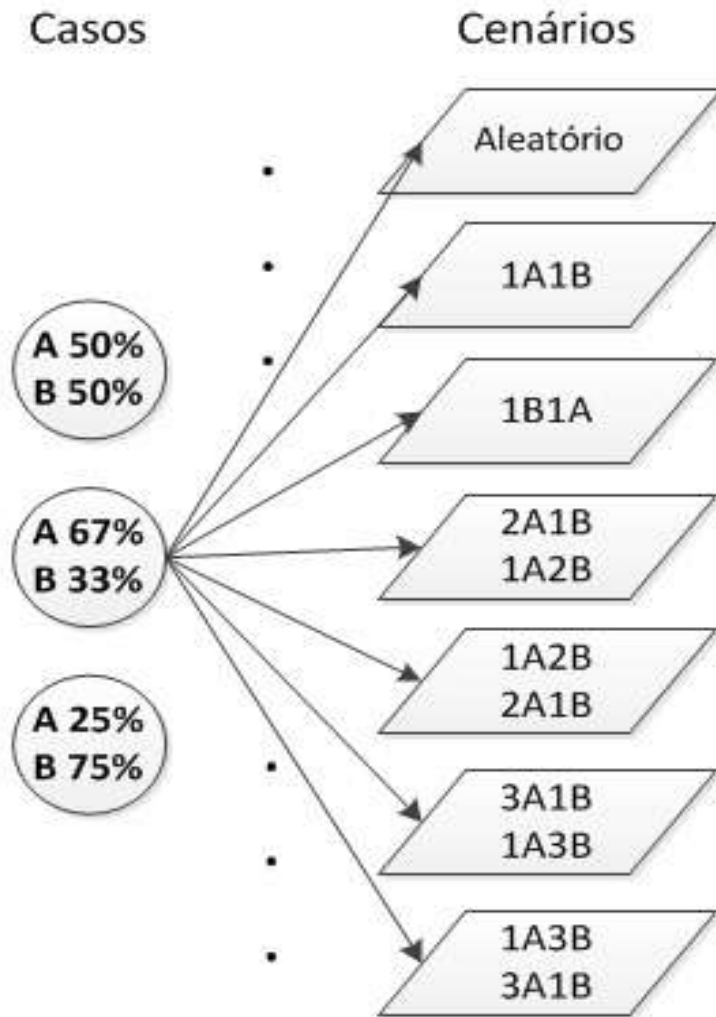 Casos
Cenários
A 50%
B 50%
A 67%
B 33%
A 25%
B 75%
Aleatório
1A1B
1B1A
2A1B
1A2B
1A2B
2A1B
3A1B
1A3B
1A3B
3A1B